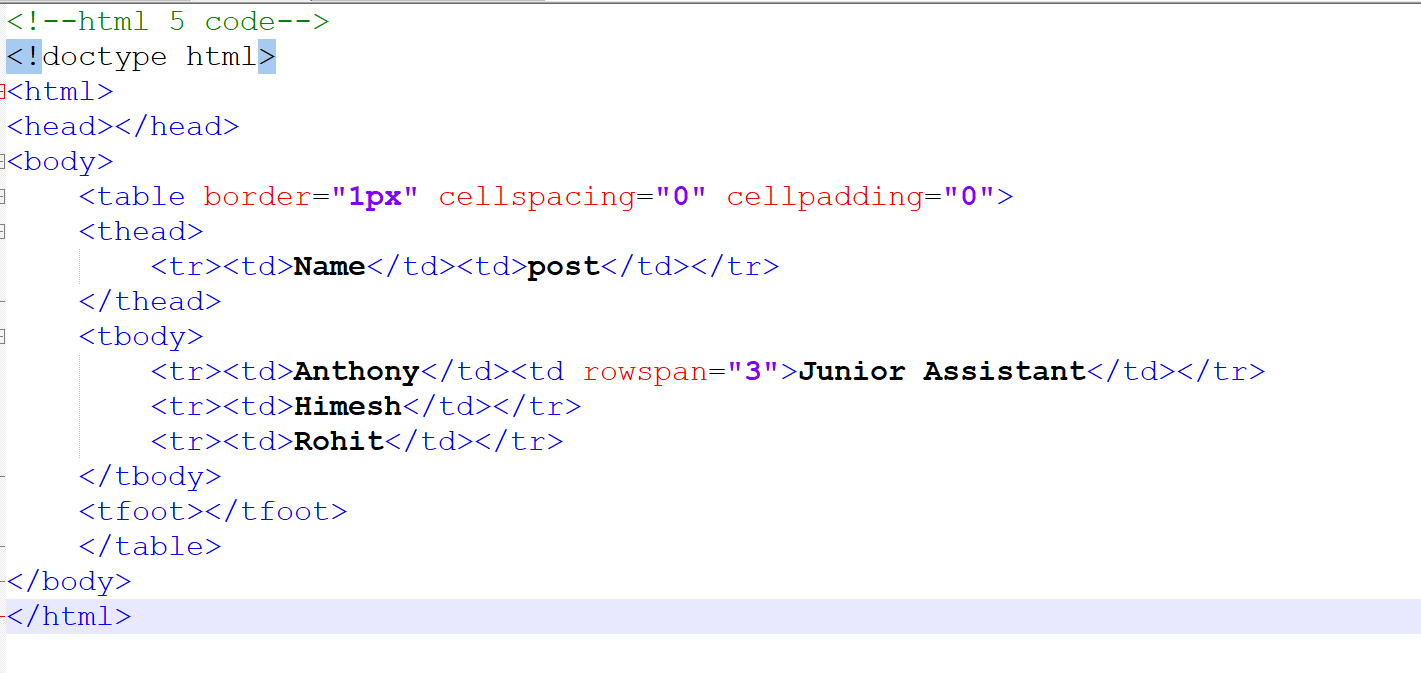 <!--html 5 code-->
<!doctype html>
<html>
<head></head>
<body>
    <table border="1px" cellspacing="0" cellpadding="0">
    <thead>
        <tr><td>Name</td><td>post</td></tr>
    </thead>
    <tbody>
        <tr><td>Anthony</td><td rowspan="3">Junior Assistant</td></tr>
        <tr><td>Himesh</td></tr>
        <tr><td>Rohit</td></tr>
    </tbody>
    <tfoot></tfoot>
    </table>
</body>
</html>